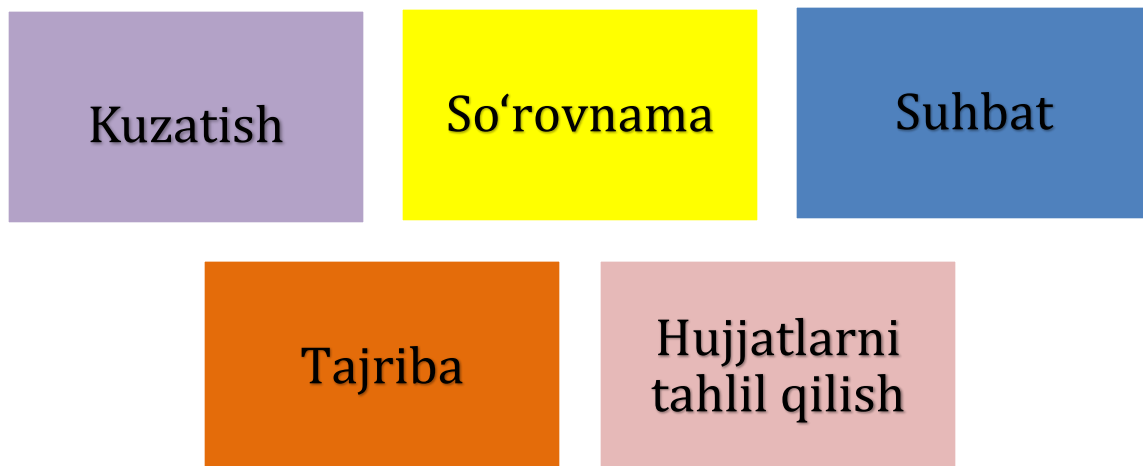 Kuzatish
So‘rovnama
Suhbat
Tajriba
Hujjatlarni
tahlil qilish